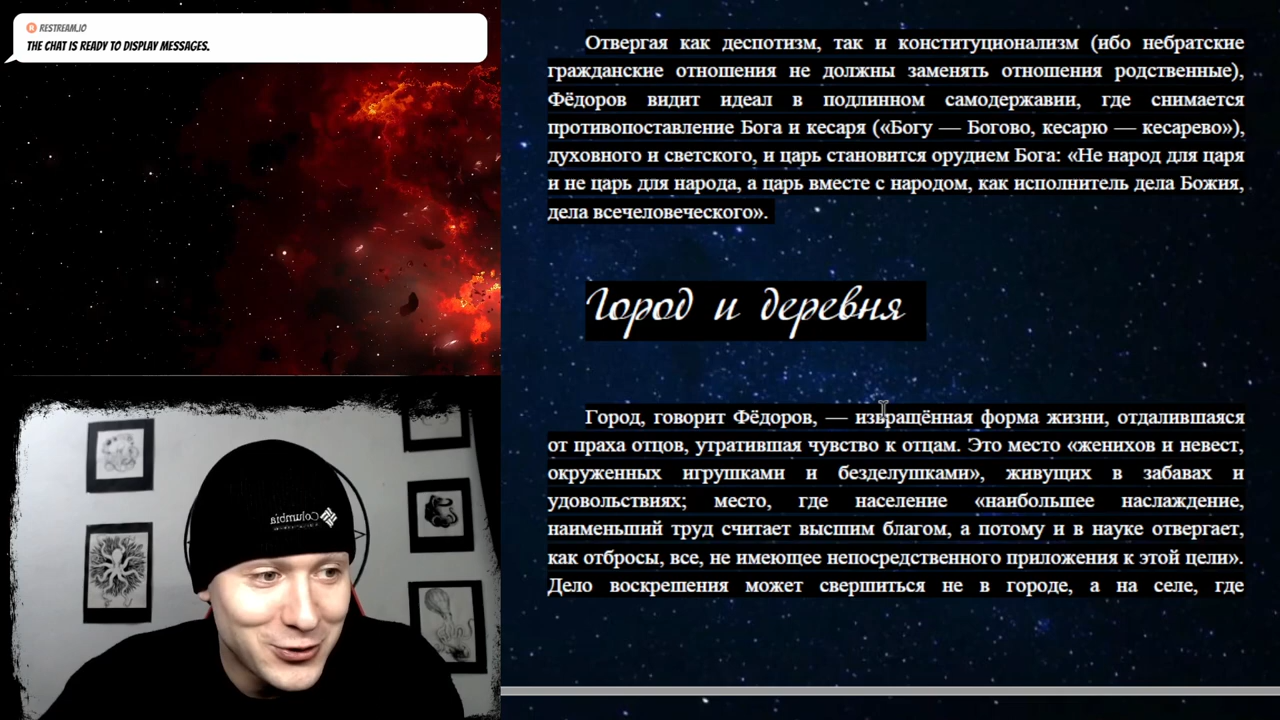 RESTREAM.IO
THE CHAT IS READY TO DISPLAY MESSAGES.
Отвергая как деспотизм, так и конституционализм (ибо небратские
гражданские отношения не должны заменять отношения родственные),
Фёдоров видит идеал в подлинном самодержавии, где снимается
противопоставление Бога и кесаря («Богу — Богово, кесарю — кесарево»),
духовного и светского, и царь становится орудием Бога: «Не народ для царя
и не царь для народа, а царь вместе с народом, как исполнитель дела Божия,
дела всечеловеческого».
Город и деревня
Город, говорит Фёдоров, — извращённая форма жизни, отдалившаяся
от праха отцов, утратившая чувство к отцам. Это место «женихов и невест,
окруженных игрушками и безделушками», живущих в забавах и
удовольствиях; место, где население «наибольшее наслаждение,
наименьший труд считает высшим благом, а потому и в науке отвергает,
как отбросы, все, не имеющее непосредственного приложения к этой цели».
Дело воскрешения может свершиться не в городе, а на селе, где
Columbia